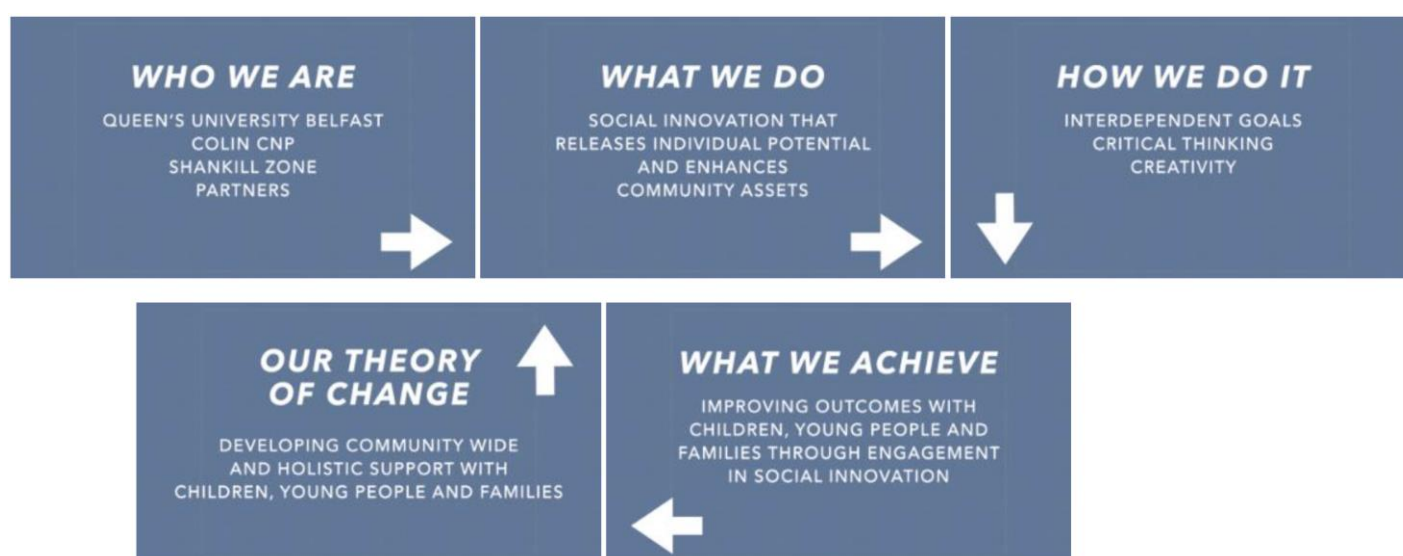 WHO WE ARE
QUEEN'S UNIVERSITY BELFAST
COLIN CNP
SHANKILL ZONE
PARTNERS
WHAT WE DO
SOCIAL INNOVATION THAT
RELEASES INDIVIDUAL POTENTIAL
AND ENHANCES
COMMUNITY ASSETS
HOW WE DO IT
INTERDEPENDENT GOALS
CRITICAL THINKING
CREATIVITY
OUR THEORY
OF CHANGE
DEVELOPING COMMUNITY WIDE
AND HOLISTIC SUPPORT WITH
CHILDREN, YOUNG PEOPLE AND FAMILIES
WHAT WE ACHIEVE
IMPROVING OUTCOMES WITH
CHILDREN, YOUNG PEOPLE AND
FAMILIES THROUGH ENGAGEMENT
IN SOCIAL INNOVATION